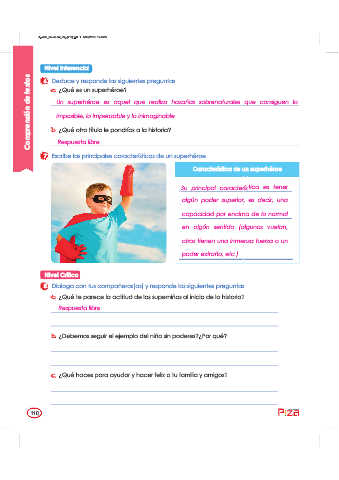 Comprensión de textos
Nivel Inferencial
Deduce y responde las siguientes preguntas
a. ¿Qué es un superhéroe?
Un superhéroe es aquel que realiza hazañas sobrenaturales que consiguen lo
imposible, lo impensable y lo inimaginable
b. ¿Qué otro título le pondrías a la historia?
Respuesta libre
7 Escribe las principales características de un superhéroe
Característica de un superhéroe
Su principal característica es tener
algún poder superior, es decir, una
capacidad por encima de lo normal
en algún sentido (algunos vuelan,
otros tienen una inmensa fuerza o un
poder extraño, etc.)
Nivel Crítico
Dialoga con tus compañeros(as) y responde las siguientes preguntas
a. ¿Qué te parece la actitud de los superniños al inicio de la historia?
Respuesta libre
b. ¿Debemos seguir el ejemplo del niño sin poderes?¿Por qué?
c. ¿Qué haces para ayudar y hacer feliz a tu familia y amigos?
110
Piza